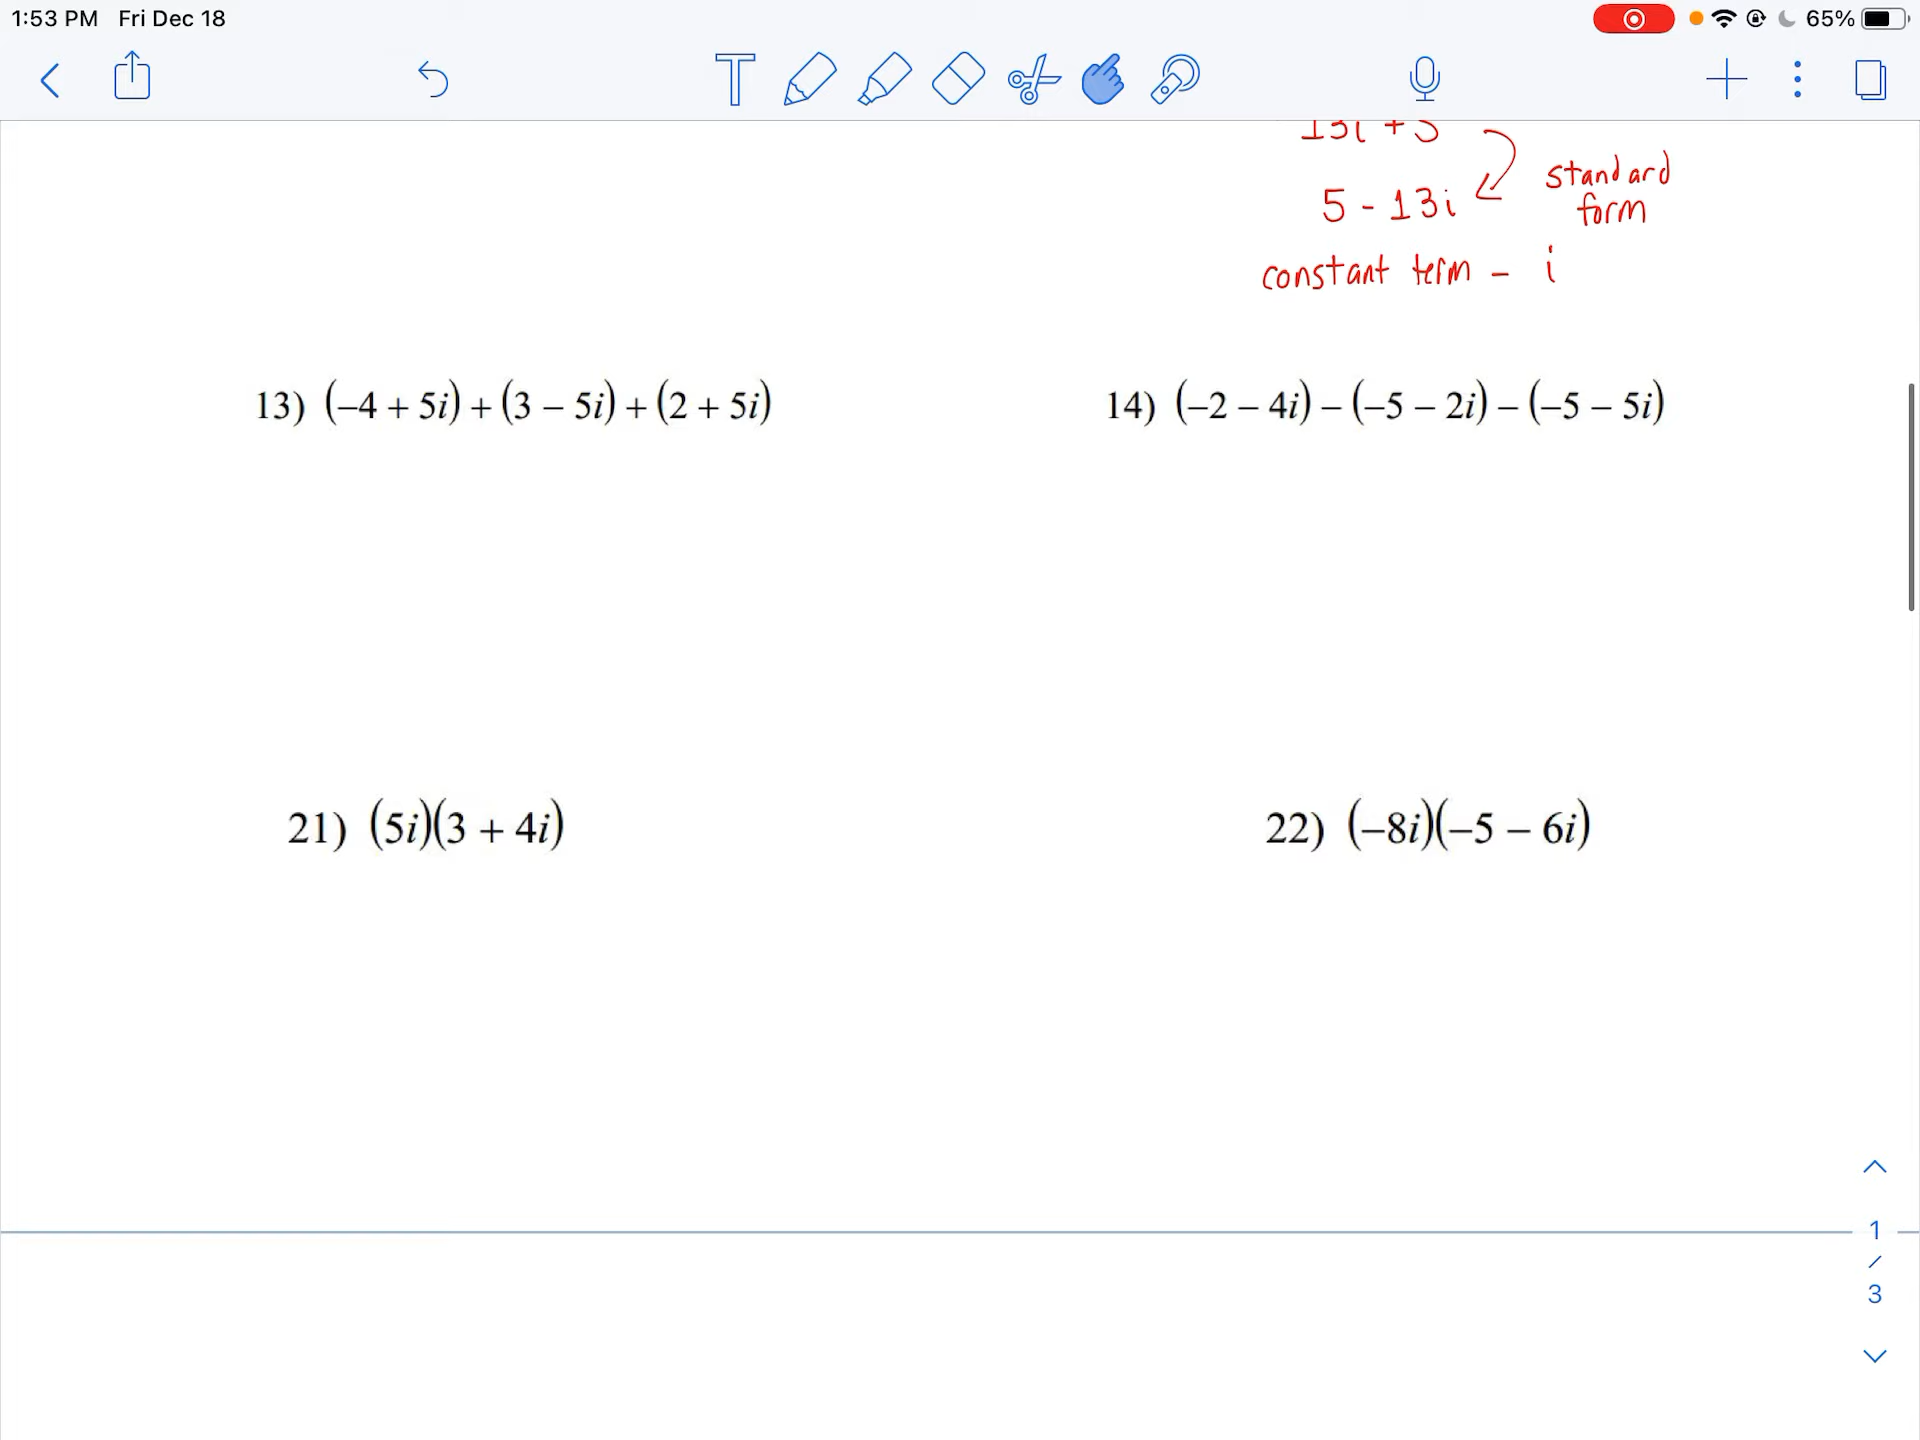 1:53 PM Fri Dec 18
65%
5 - 13i
standard
form
constant term - i
13) (–4 + 5i) + (3 – 5i) + (2 + 5i)
14) (–2 – 4i) – (–5 – 2i) – (–5 – 5i)
21) (5i)(3 + 4i)
22) (–8i)(–5 – 6i)
1
/
3